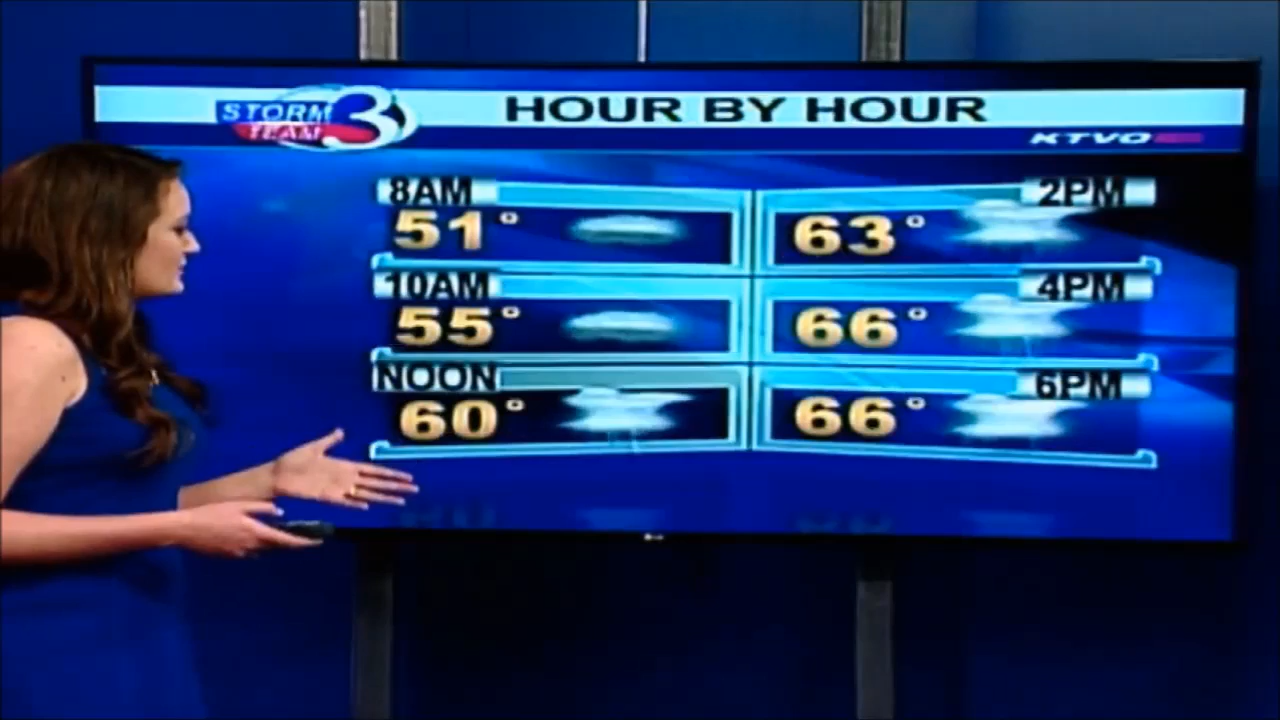 STORM TEAM 3
HOUR BY HOUR
KTVO
8AM
51°
10AM
55°
NOON
60°
2PM
63°
4PM
66°
6PM
66°